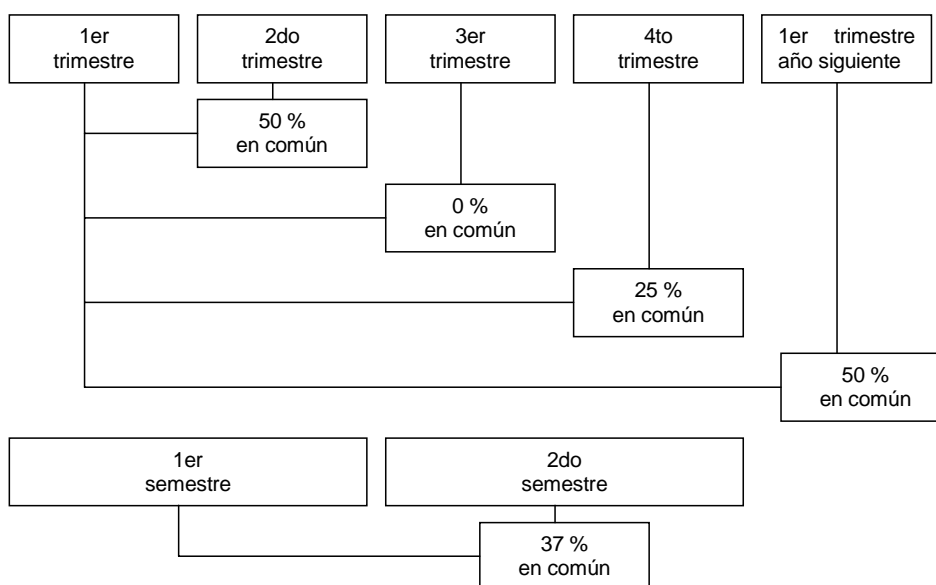 1er
trimestre
2do
trimestre
3er
trimestre
4to
trimestre
1er trimestre
año siguiente
50 %
en común
0 %
en común
25 %
en común
50 %
en común
1er
semestre
2do
semestre
37 %
en común